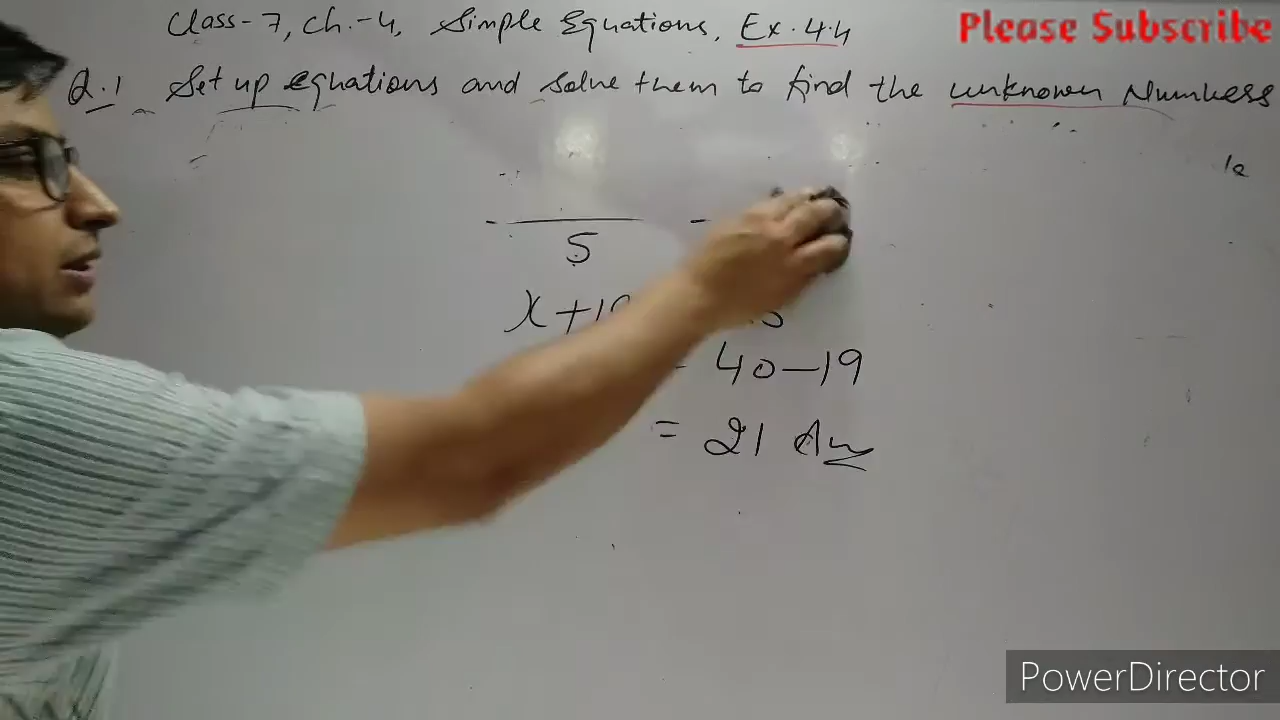 Class-7, Ch.-4, Simple Equations, Ex. 4.4
Please Subscribe
Q.1 Set up equations and solve them to find the unknown Numbers
5
x+19
40-19
= 21 Ans
PowerDirector